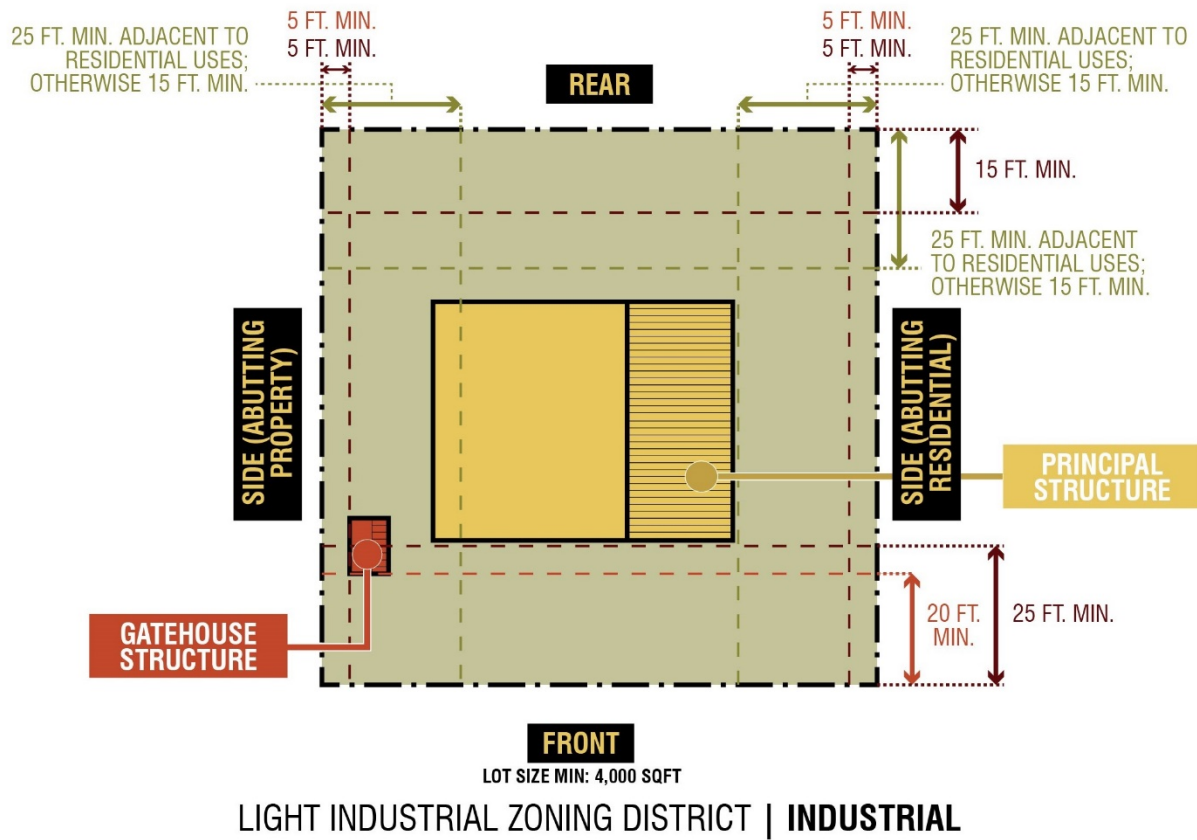 25 FT. MIN. ADJACENT TO
RESIDENTIAL USES;
OTHERWISE 15 FT. MIN.
5 FT. MIN.
5 FT. MIN.
REAR
5 FT. MIN.
5 FT. MIN.
25 FT. MIN. ADJACENT TO
RESIDENTIAL USES;
OTHERWISE 15 FT. MIN.
15 FT. MIN.
25 FT. MIN. ADJACENT
TO RESIDENTIAL USES;
OTHERWISE 15 FT. MIN.
SIDE (ABUTTING
PROPERTY)
SIDE (ABUTTING
RESIDENTIAL)
PRINCIPAL
STRUCTURE
GATEHOUSE
STRUCTURE
20 FT.
MIN.
25 FT. MIN.
FRONT
LOT SIZE MIN: 4,000 SQFT
LIGHT INDUSTRIAL ZONING DISTRICT | INDUSTRIAL